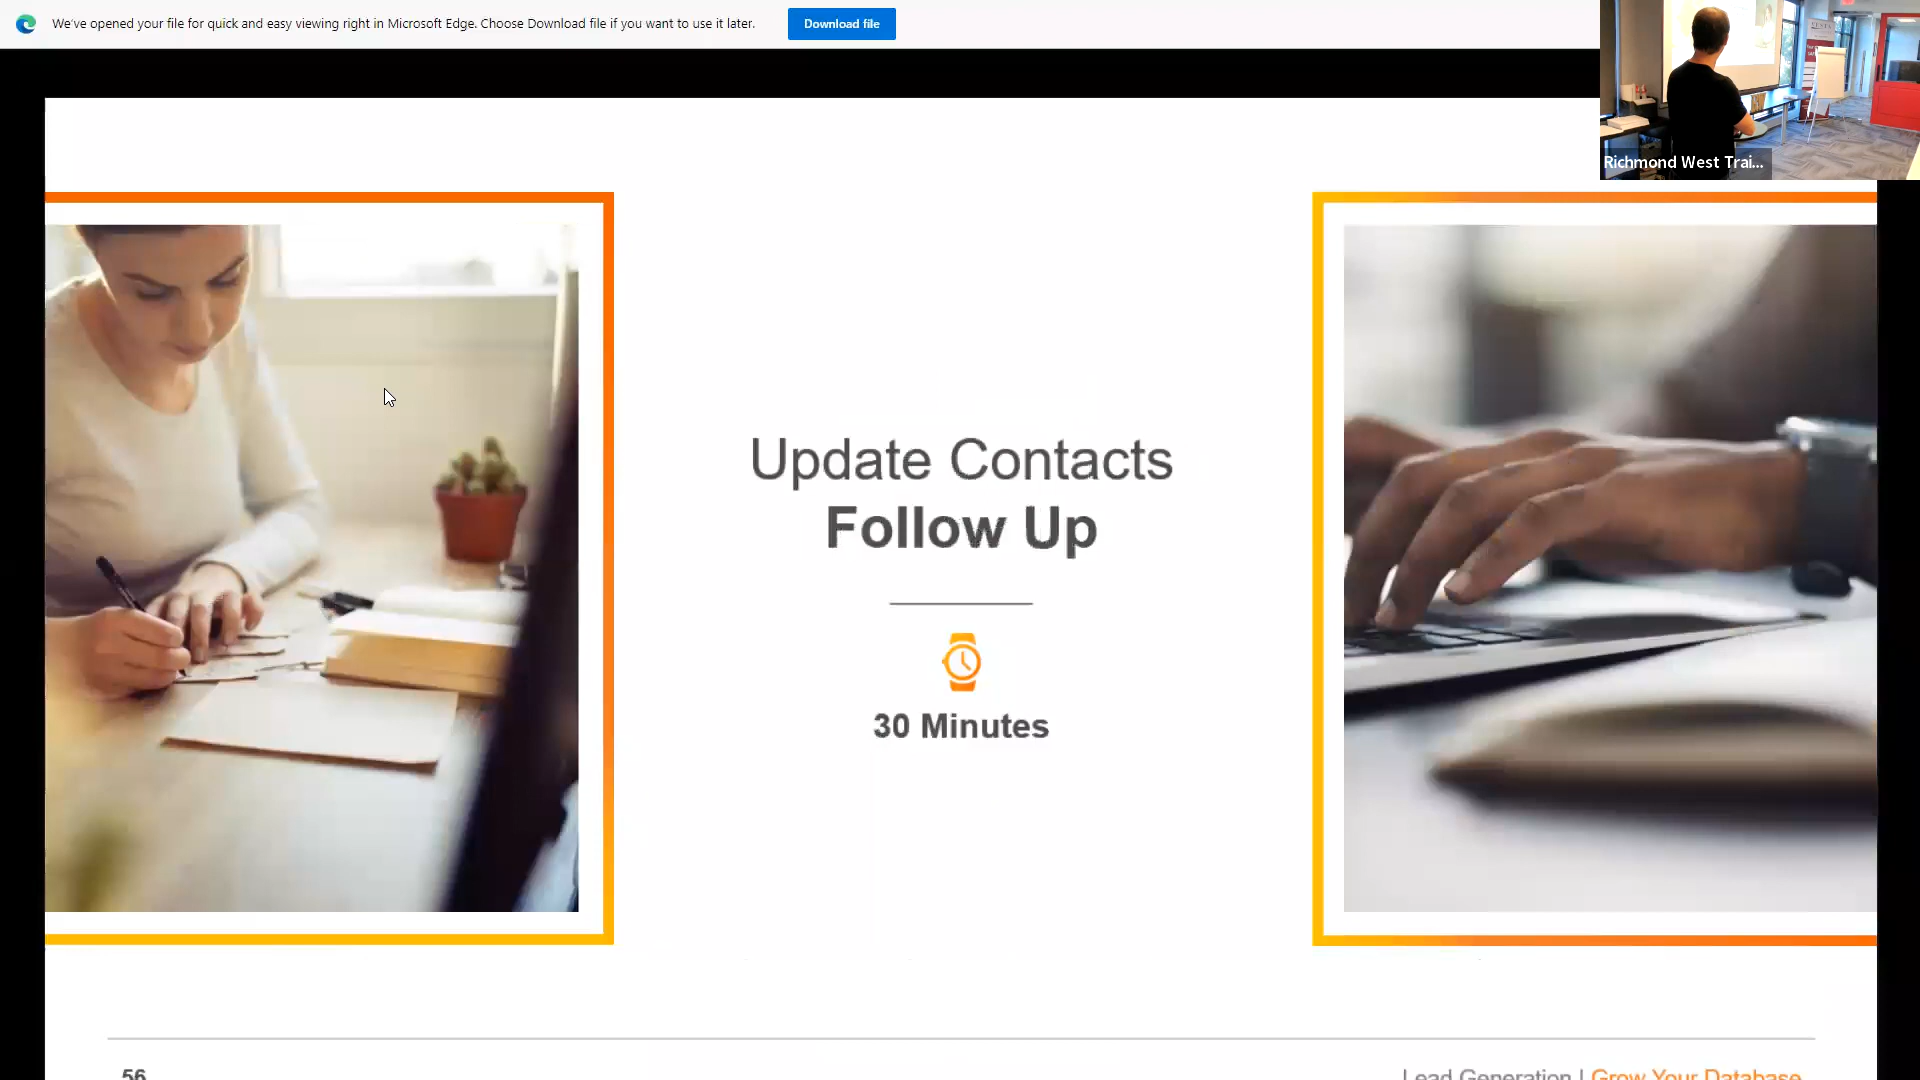 We've opened your file for quick and easy viewing right in Microsoft Edge. Choose Download file if you want to use it later.
Download file
Richmond West Trai...
Update Contacts
Follow Up
30 Minutes
56
Lead Generation | Grow Your Database